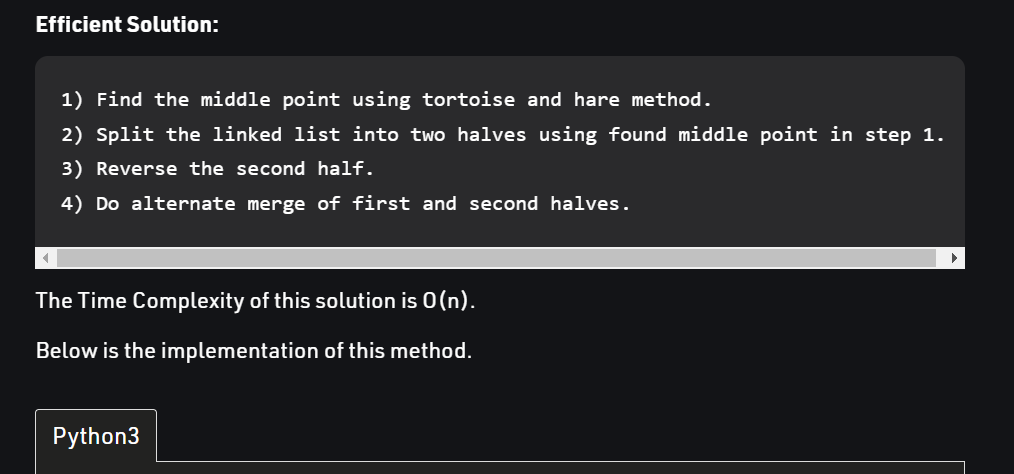 Efficient Solution:
1) Find the middle point using tortoise and hare method.
2) Split the linked list into two halves using found middle point in step 1.
3) Reverse the second half.
4) Do alternate merge of first and second halves.
The Time Complexity of this solution is O(n).
Below is the implementation of this method.
Python3